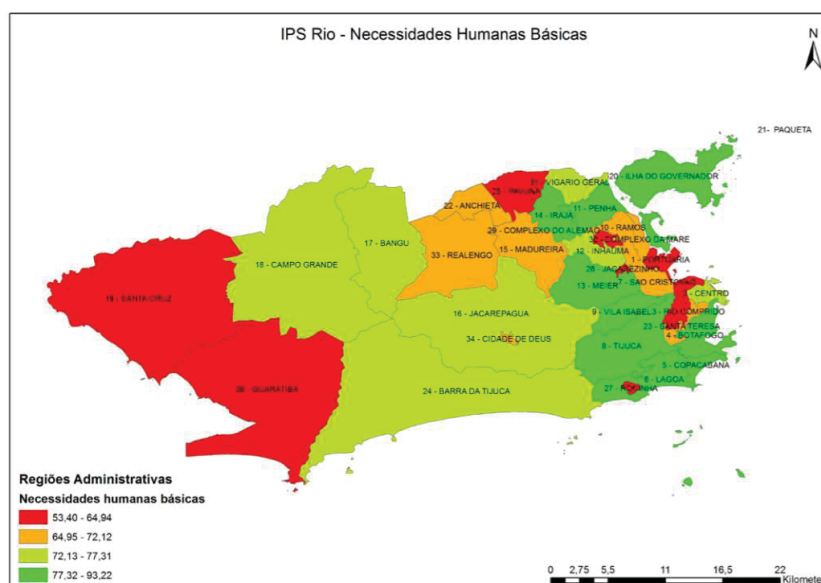 IPS Rio - Necessidades Humanas Básicas
N
21- PAQUETA
20 - ILHA DO GOVERNADOR
31 - VIGARIO GERAL
25 - PAVUNA
22 - ANCHIETA
11 - PENHA
14 - IRAJA
10 - RAMOS
29 - COMPLEXO DO ALEMAO
30 - COMPLEXO DA MARE
17 - BANGU
15 - MADUREIRA
12 - INHAUMA
33 - REALENGO
1 - PORTUARIA
18 - CAMPO GRANDE
28 - JACAREZINHO
7 - SAO CRISTOVAO
13 - MEIER
2 - CENTRO
19 - SANTA CRUZ
16 - JACAREPAGUA
9 - VILA ISABEL
3 - RIO COMPRIDO
23 - SANTA TERESA
34 - CIDADE DE DEUS
4 - BOTAFOGO
8 - TIJUCA
5 - COPACABANA
6 - LAGOA
26 - GUARATIBA
24 - BARRA DA TIJUCA
27 - ROCINHA
Regiões Administrativas
Necessidades humanas básicas
53,40 - 64,94
64,95 - 72,12
72,13 - 77,31
77,32 - 93,22
0 2,75 5,5 11 16,5 22
Kilomete